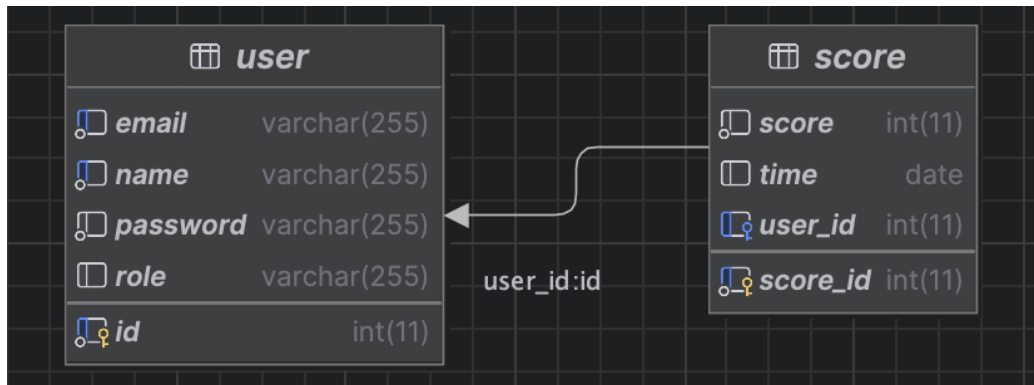 user
email varchar(255)
name varchar(255)
password varchar(255)
role varchar(255)
id int(11)
user_id:id
score
score int(11)
time date
user_id int(11)
score_id int(11)